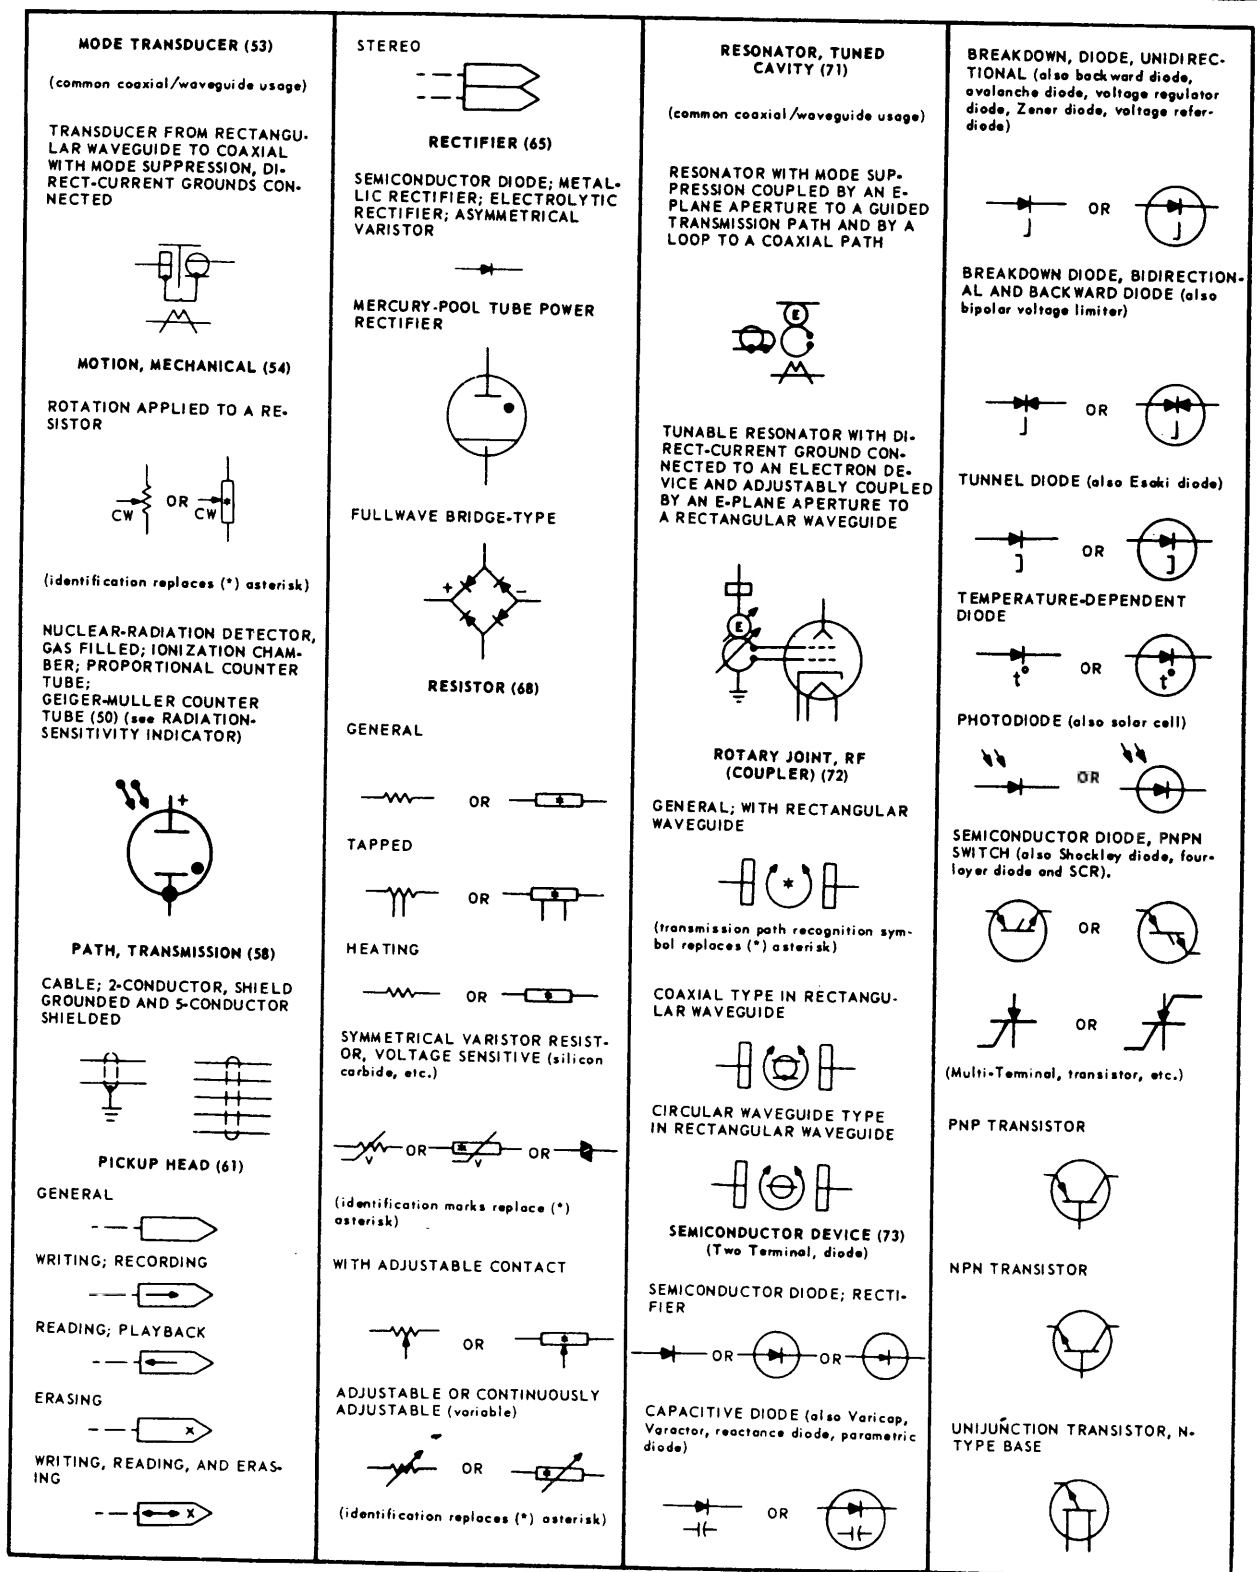 MODE TRANSDUCER (53)
(common coaxial/waveguide usage)
TRANSDUCER FROM RECTANGU-
LAR WAVEGUIDE TO COAXIAL
WITH MODE SUPPRESSION, DI-
RECT-CURRENT GROUNDS CON-
NECTED
MOTION, MECHANICAL (54)
ROTATION APPLIED TO A RE-
SISTOR
CW OR CW *
(identification replaces (*) asterisk)
NUCLEAR-RADIATION DETECTOR,
GAS FILLED; IONIZATION CHAM-
BER; PROPORTIONAL COUNTER
TUBE;
GEIGER-MULLER COUNTER
TUBE (50) (see RADIATION-
SENSITIVITY INDICATOR)
+
PATH, TRANSMISSION (58)
CABLE; 2-CONDUCTOR, SHIELD
GROUNDED AND 5-CONDUCTOR
SHIELDED
PICKUP HEAD (61)
GENERAL
WRITING; RECORDING
READING; PLAYBACK
ERASING
x
WRITING, READING, AND ERAS-
ING
x
STEREO
RECTIFIER (65)
SEMICONDUCTOR DIODE; METAL-
LIC RECTIFIER; ELECTROLYTIC
RECTIFIER; ASYMMETRICAL
VARISTOR
MERCURY-POOL TUBE POWER
RECTIFIER
FULLWAVE BRIDGE-TYPE
+ −
RESISTOR (68)
GENERAL
OR *
TAPPED
OR *
HEATING
OR *
SYMMETRICAL VARISTOR RESIST-
OR, VOLTAGE SENSITIVE (silicon
carbide, etc.)
V OR * V OR
(identification marks replace (*)
asterisk)
WITH ADJUSTABLE CONTACT
OR *
ADJUSTABLE OR CONTINUOUSLY
ADJUSTABLE (variable)
OR *
(identification replaces (*) asterisk)
RESONATOR, TUNED
CAVITY (71)
(common coaxial/waveguide usage)
RESONATOR WITH MODE SUP-
PRESSION COUPLED BY AN E-
PLANE APERTURE TO A GUIDED
TRANSMISSION PATH AND BY A
LOOP TO A COAXIAL PATH
E
TUNABLE RESONATOR WITH DI-
RECT-CURRENT GROUND CON-
NECTED TO AN ELECTRON DE-
VICE AND ADJUSTABLY COUPLED
BY AN E-PLANE APERTURE TO
A RECTANGULAR WAVEGUIDE
E
ROTARY JOINT, RF
(COUPLER) (72)
GENERAL; WITH RECTANGULAR
WAVEGUIDE
*
(transmission path recognition sym-
bol replaces (*) asterisk)
COAXIAL TYPE IN RECTANGU-
LAR WAVEGUIDE
CIRCULAR WAVEGUIDE TYPE
IN RECTANGULAR WAVEGUIDE
SEMICONDUCTOR DEVICE (73)
(Two Terminal, diode)
SEMICONDUCTOR DIODE; RECTI-
FIER
OR OR
CAPACITIVE DIODE (also Varicap,
Varactor, reactance diode, parametric
diode)
OR
BREAKDOWN, DIODE, UNIDIREC-
TIONAL (also backward diode,
avalanche diode, voltage regulator
diode, Zener diode, voltage refer-
diode)
OR
BREAKDOWN DIODE, BIDIRECTION-
AL AND BACKWARD DIODE (also
bipolar voltage limiter)
OR
TUNNEL DIODE (also Esaki diode)
OR
TEMPERATURE-DEPENDENT
DIODE
t° OR t°
PHOTODIODE (also solar cell)
OR
SEMICONDUCTOR DIODE, PNPN
SWITCH (also Shockley diode, four-
layer diode and SCR).
OR
OR
(Multi-Terminal, transistor, etc.)
PNP TRANSISTOR
NPN TRANSISTOR
UNIJUNCTION TRANSISTOR, N-
TYPE BASE